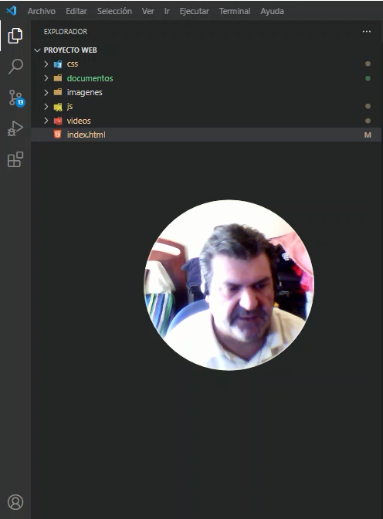 Archivo Editar Selección Ver Ir Ejecutar Terminal Ayuda
EXPLORADOR ...
PROYECTO WEB
css
documentos
imagenes
js
videos
index.html M
13